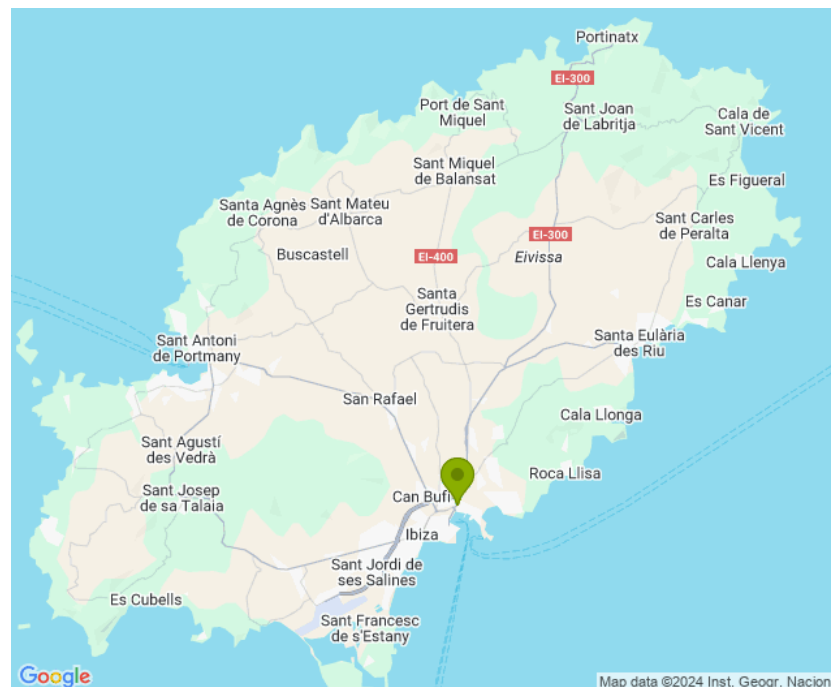 Portinatx
EI-300
Port de Sant
Miquel
Sant Joan
de Labritja
Cala de
Sant Vicent
Sant Miquel
de Balansat
Es Figueral
Santa Agnès
de Corona
Sant Mateu
d'Albarca
Sant Carles
de Peralta
EI-300
Buscastell
EI-400
Eivissa
Cala Llenya
Santa
Gertrudis
de Fruitera
Es Canar
Sant Antoni
de Portmany
Santa Eulària
des Riu
San Rafael
Cala Llonga
Sant Agustí
des Vedrà
Roca Llisa
Sant Josep
de sa Talaia
Can Bufí
Ibiza
Sant Jordi de
ses Salines
Es Cubells
Sant Francesc
de s'Estany
Google
Map data ©2024 Inst. Geogr. Nacion